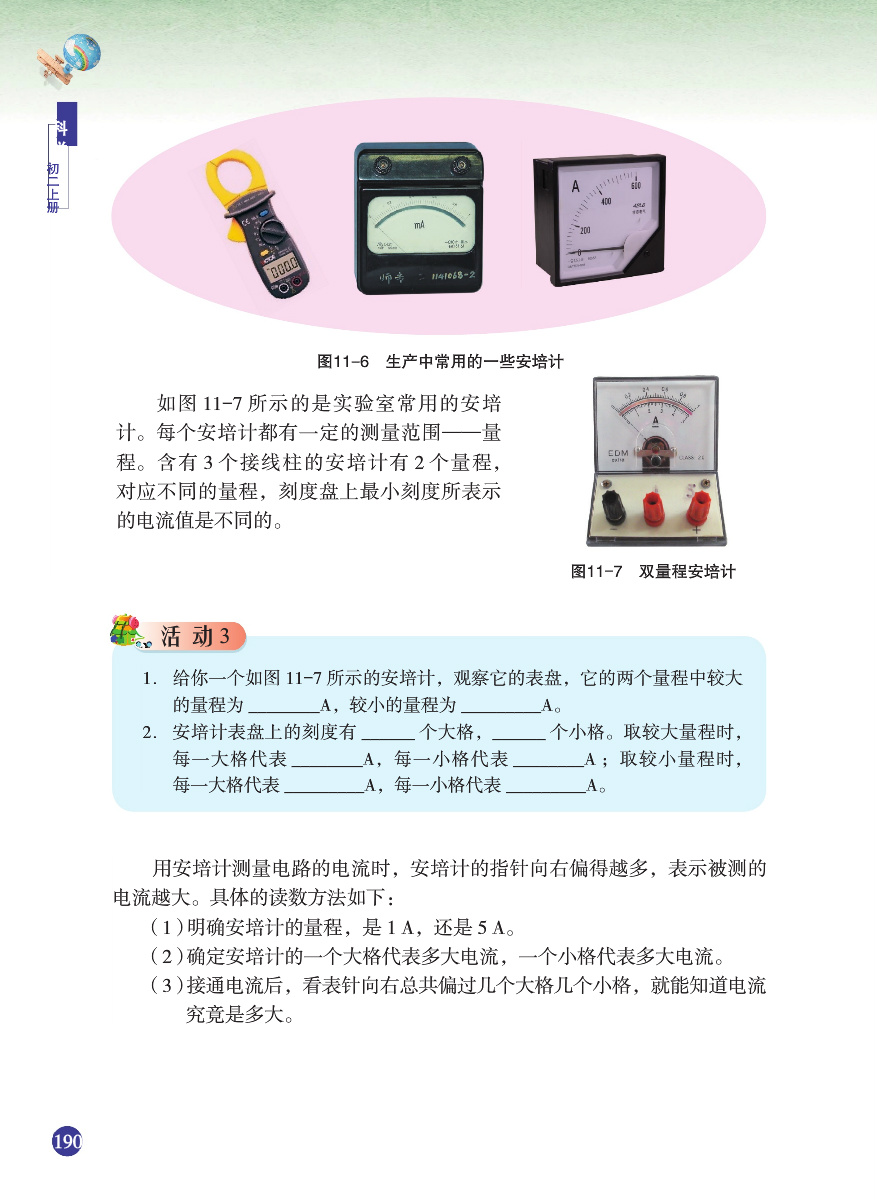 科学
初二上册
mA
师专 二 1141068-2
A
0
200
400
600
图11-6 生产中常用的一些安培计
如图 11-7 所示的是实验室常用的安培
计。每个安培计都有一定的测量范围——量
程。含有 3 个接线柱的安培计有 2 个量程，
对应不同的量程，刻度盘上最小刻度所表示
的电流值是不同的。
A
EDM
CLASS 2.5
- +
图11-7 双量程安培计
活 动 3
1. 给你一个如图 11-7 所示的安培计，观察它的表盘，它的两个量程中较大
的量程为 ________A，较小的量程为 _________A。
2. 安培计表盘上的刻度有 ______ 个大格，______ 个小格。取较大量程时，
每一大格代表 ________A，每一小格代表 ________A ；取较小量程时，
每一大格代表 _________A，每一小格代表 _________A。
用安培计测量电路的电流时，安培计的指针向右偏得越多，表示被测的
电流越大。具体的读数方法如下：
（1）明确安培计的量程，是 1 A，还是 5 A。
（2）确定安培计的一个大格代表多大电流，一个小格代表多大电流。
（3）接通电流后，看表针向右总共偏过几个大格几个小格，就能知道电流
究竟是多大。
190